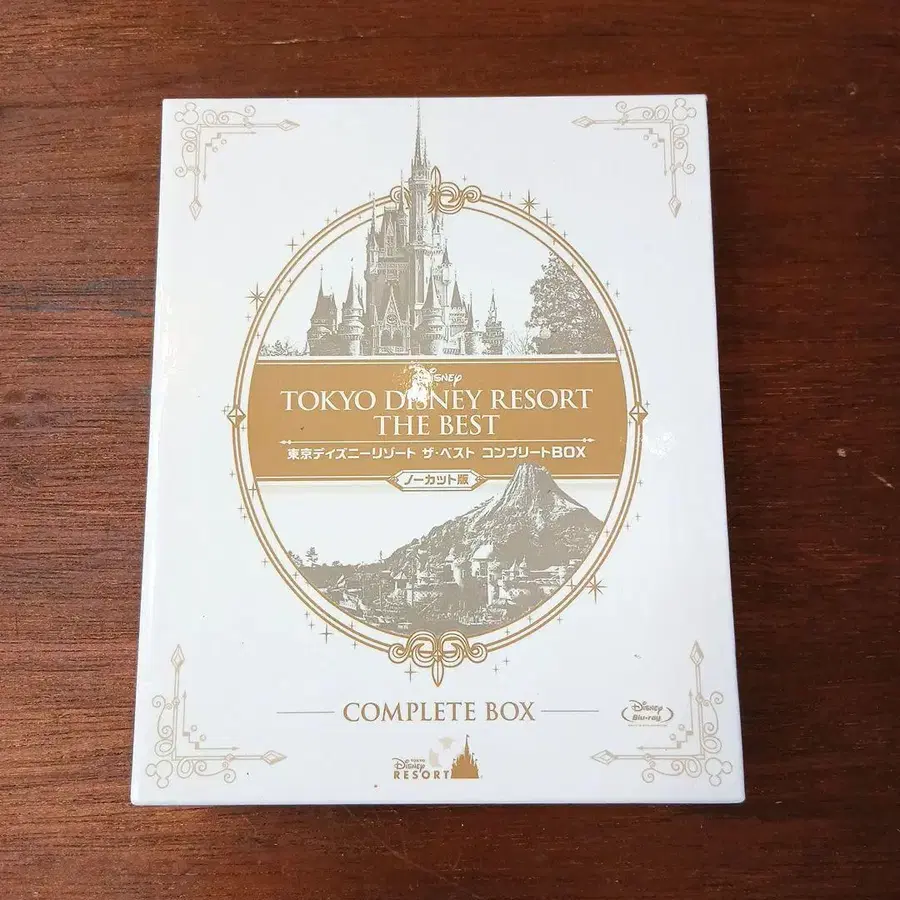 Disney
TOKYO DISNEY RESORT
THE BEST
東京ディズニーリゾート ザ・ベスト コンプリートBOX
ノーカット版
COMPLETE BOX
Disney
Blu-ray
TOKYO
Disney
RESORT